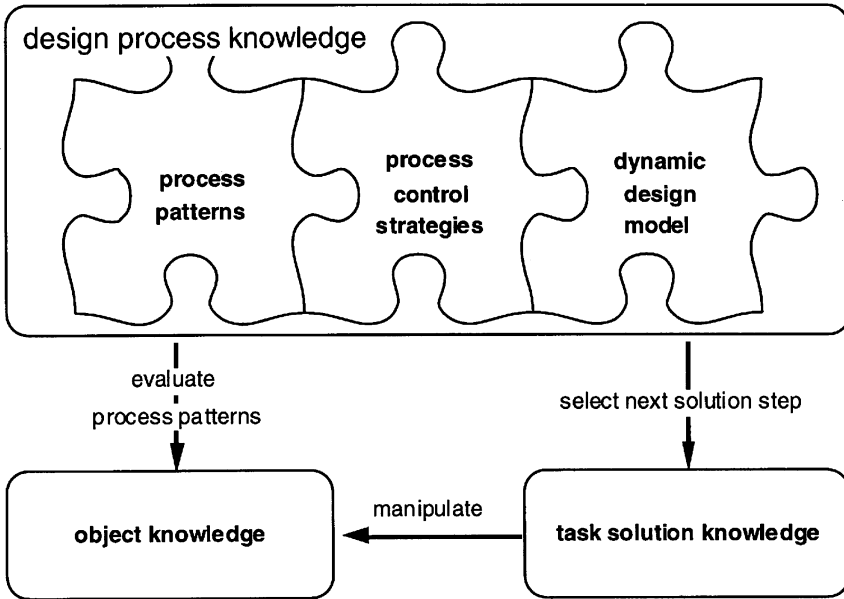 design process knowledge
process
patterns
process
control
strategies
dynamic
design
model
evaluate
process patterns
select next solution step
object knowledge
manipulate
task solution knowledge